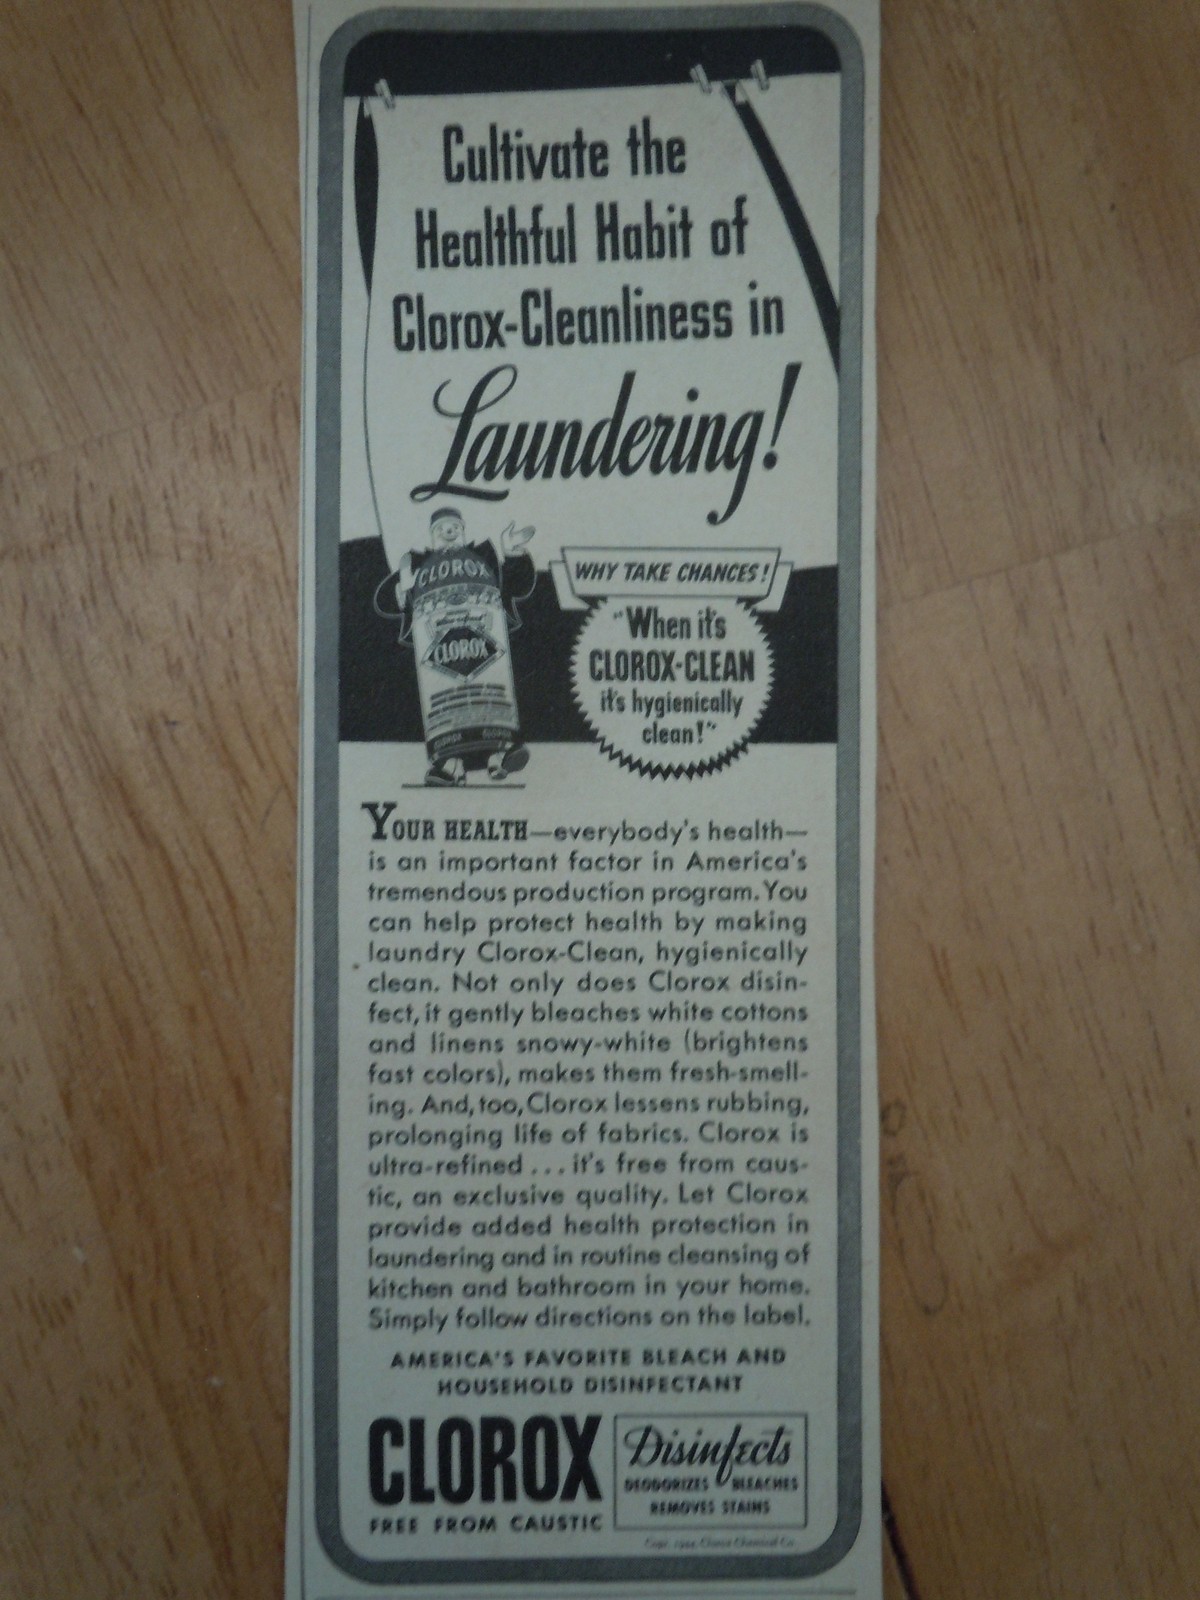 Cultivate the
Healthful Habit of
Clorox-Cleanliness in
Laundering!
CLOROX
CLOROX
WHY TAKE CHANCES!
"When it's
CLOROX-CLEAN
it's hygienically
clean!"
YOUR HEALTH—everybody's health—
is an important factor in America's
tremendous production program. You
can help protect health by making
laundry Clorox-Clean, hygienically
clean. Not only does Clorox disin-
fect, it gently bleaches white cottons
and linens snowy-white (brightens
fast colors), makes them fresh-smell-
ing. And, too, Clorox lessens rubbing,
prolonging life of fabrics. Clorox is
ultra-refined ... it's free from caus-
tic, an exclusive quality. Let Clorox
provide added health protection in
laundering and in routine cleansing of
kitchen and bathroom in your home.
Simply follow directions on the label.
AMERICA'S FAVORITE BLEACH AND
HOUSEHOLD DISINFECTANT
CLOROX
FREE FROM CAUSTIC
Disinfects
DEODORIZES BLEACHES
REMOVES STAINS
Clorox Chemical Co.